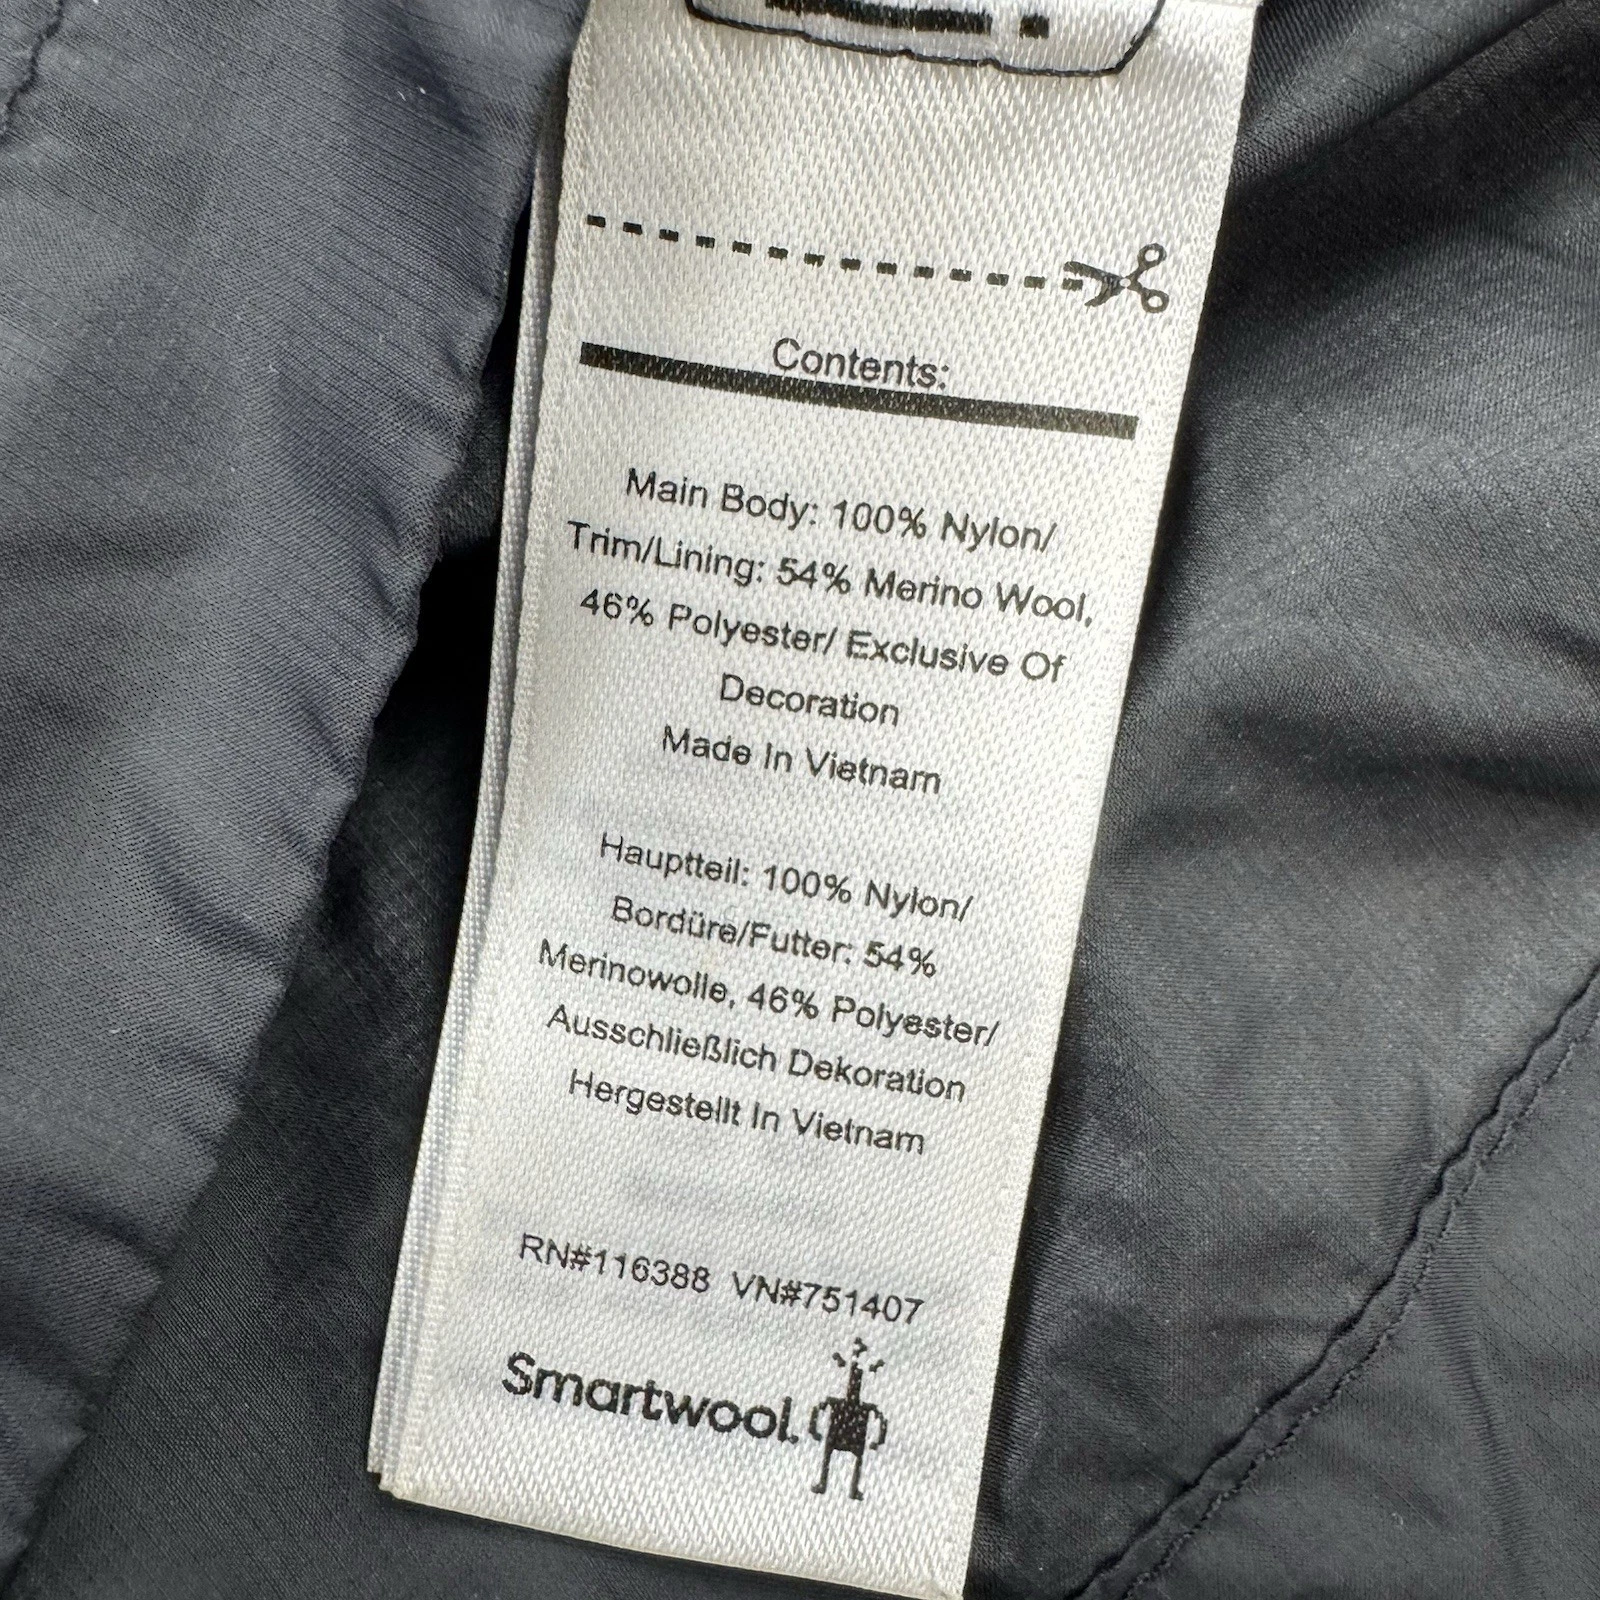 Contents:
Main Body: 100% Nylon/
Trim/Lining: 54% Merino Wool,
46% Polyester/ Exclusive Of
Decoration
Made In Vietnam
Hauptteil: 100% Nylon/
Bordüre/Futter: 54%
Merinowolle, 46% Polyester/
Ausschließlich Dekoration
Hergestellt In Vietnam
RN#116388 VN#751407
Smartwool.